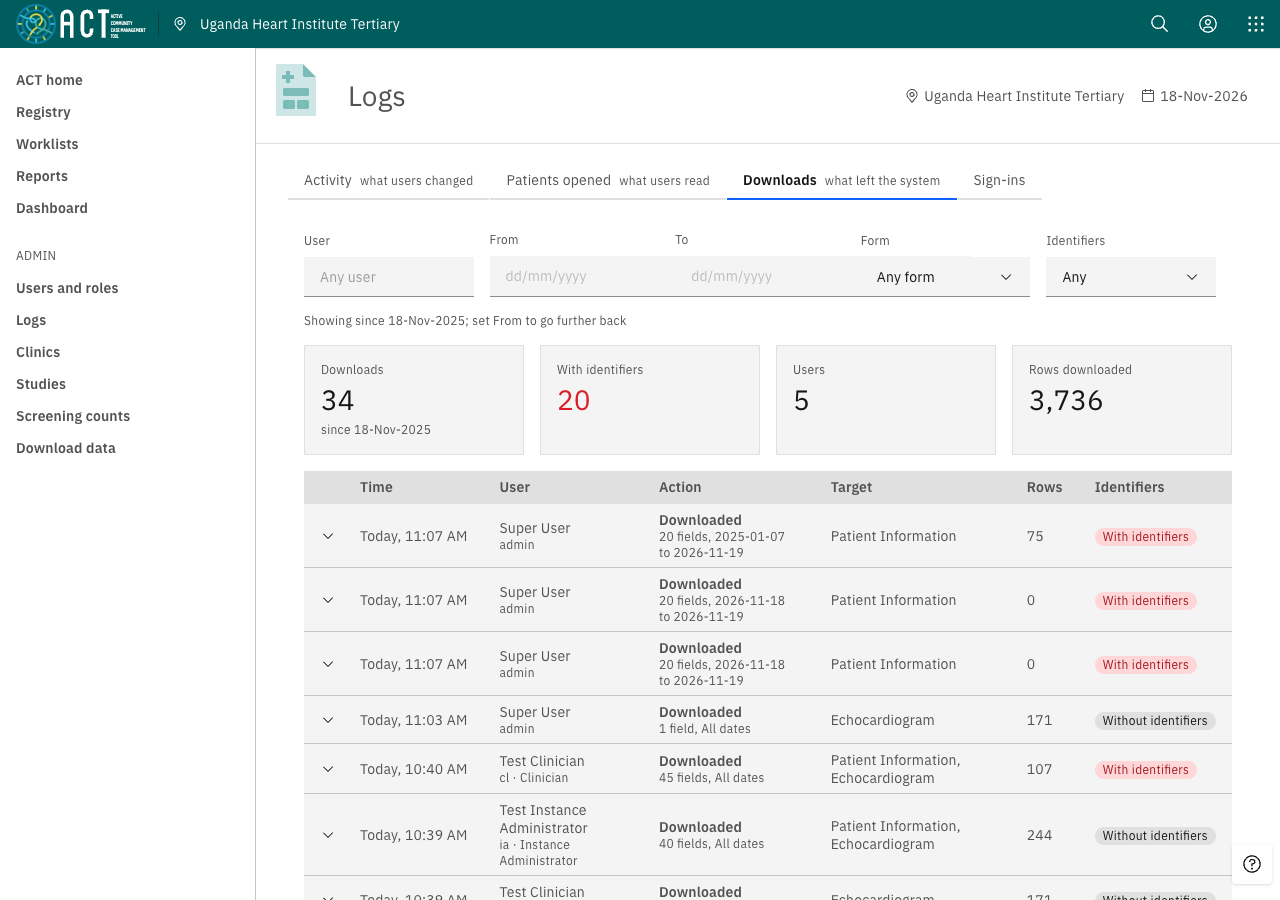 ACT ACTIVE COMMUNITY CASE MANAGEMENT TOOL
Uganda Heart Institute Tertiary
ACT home
Registry
Worklists
Reports
Dashboard
ADMIN
Users and roles
Logs
Clinics
Studies
Screening counts
Download data
Logs
Uganda Heart Institute Tertiary 18-Nov-2026
Activity what users changed Patients opened what users read Downloads what left the system Sign-ins
User From To Form Identifiers
Any user dd/mm/yyyy dd/mm/yyyy Any form Any
Showing since 18-Nov-2025; set From to go further back
Downloads With identifiers Users Rows downloaded
34 20 5 3,736
since 18-Nov-2025
Time User Action Target Rows Identifiers
Today, 11:07 AM Super User admin Downloaded 20 fields, 2025-01-07 to 2026-11-19 Patient Information 75 With identifiers
Today, 11:07 AM Super User admin Downloaded 20 fields, 2026-11-18 to 2026-11-19 Patient Information 0 With identifiers
Today, 11:07 AM Super User admin Downloaded 20 fields, 2026-11-18 to 2026-11-19 Patient Information 0 With identifiers
Today, 11:03 AM Super User admin Downloaded 1 field, All dates Echocardiogram 171 Without identifiers
Today, 10:40 AM Test Clinician cl · Clinician Downloaded 45 fields, All dates Patient Information, Echocardiogram 107 With identifiers
Today, 10:39 AM Test Instance Administrator ia · Instance Administrator Downloaded 40 fields, All dates Patient Information, Echocardiogram 244 Without identifiers
Today, 10:39 AM Test Clinician Downloaded Echocardiogram 171 Without identifiers